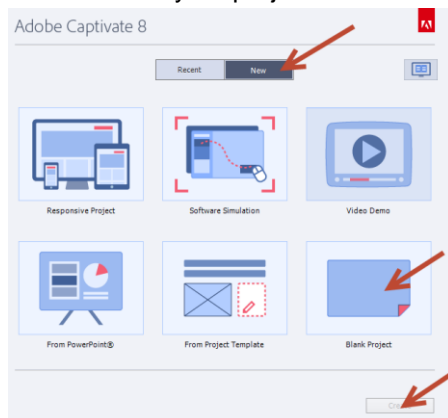 Adobe Captivate 8
Recent New
Responsive Project Software Simulation Video Demo
From PowerPoint® From Project Template Blank Project